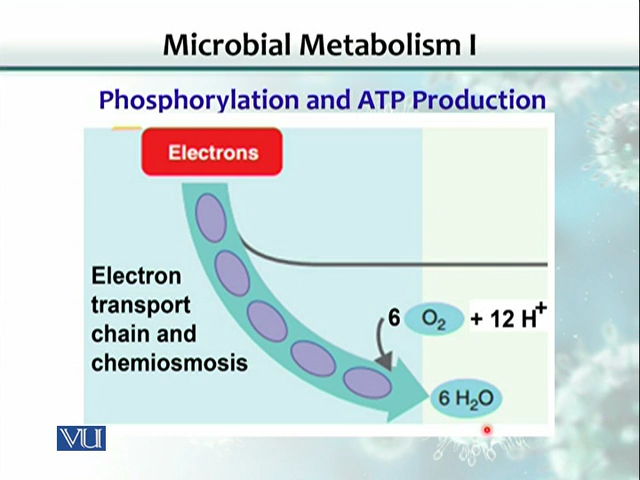 Microbial Metabolism I
Phosphorylation and ATP Production
Electrons
Electron
transport
chain and
chemiosmosis
6 O₂ + 12 H⁺
6 H₂O
VU